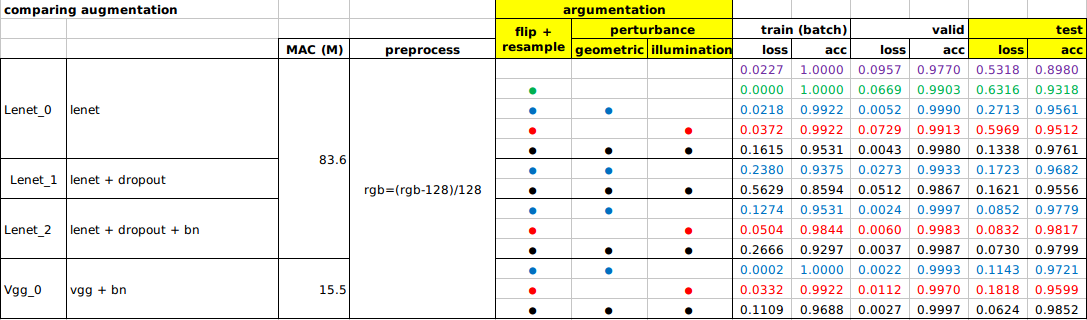 comparing augmentation argumentation
flip + perturbance train (batch) valid test
MAC (M) preprocess resample geometric illumination loss acc loss acc loss acc
0.0227 1.0000 0.0957 0.9770 0.5318 0.8980
● 0.0000 1.0000 0.0669 0.9903 0.6316 0.9318
Lenet_0 lenet ● ● 0.0218 0.9922 0.0052 0.9990 0.2713 0.9561
● ● 0.0372 0.9922 0.0729 0.9913 0.5969 0.9512
83.6 ● ● ● 0.1615 0.9531 0.0043 0.9980 0.1338 0.9761
Lenet_1 lenet + dropout ● ● 0.2380 0.9375 0.0273 0.9933 0.1723 0.9682
rgb=(rgb-128)/128 ● ● ● 0.5629 0.8594 0.0512 0.9867 0.1621 0.9556
● ● 0.1274 0.9531 0.0024 0.9997 0.0852 0.9779
Lenet_2 lenet + dropout + bn ● ● 0.0504 0.9844 0.0060 0.9983 0.0832 0.9817
● ● ● 0.2666 0.9297 0.0037 0.9987 0.0730 0.9799
● ● 0.0002 1.0000 0.0022 0.9993 0.1143 0.9721
Vgg_0 vgg + bn 15.5 ● ● 0.0332 0.9922 0.0112 0.9970 0.1818 0.9599
● ● ● 0.1109 0.9688 0.0027 0.9997 0.0624 0.9852